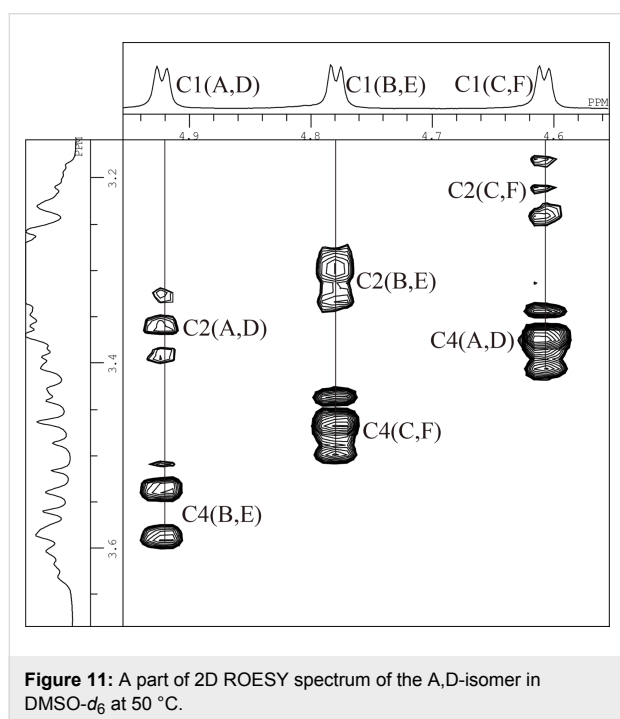 C1(A,D) C1(B,E) C1(C,F)
PPM
4.9 4.8 4.7 4.6
PPM
3.2
C2(C,F)
C2(B,E)
C2(A,D)
C4(A,D)
3.4
C4(C,F)
C4(B,E)
3.6
Figure 11: A part of 2D ROESY spectrum of the A,D-isomer in
DMSO-d6 at 50 °C.